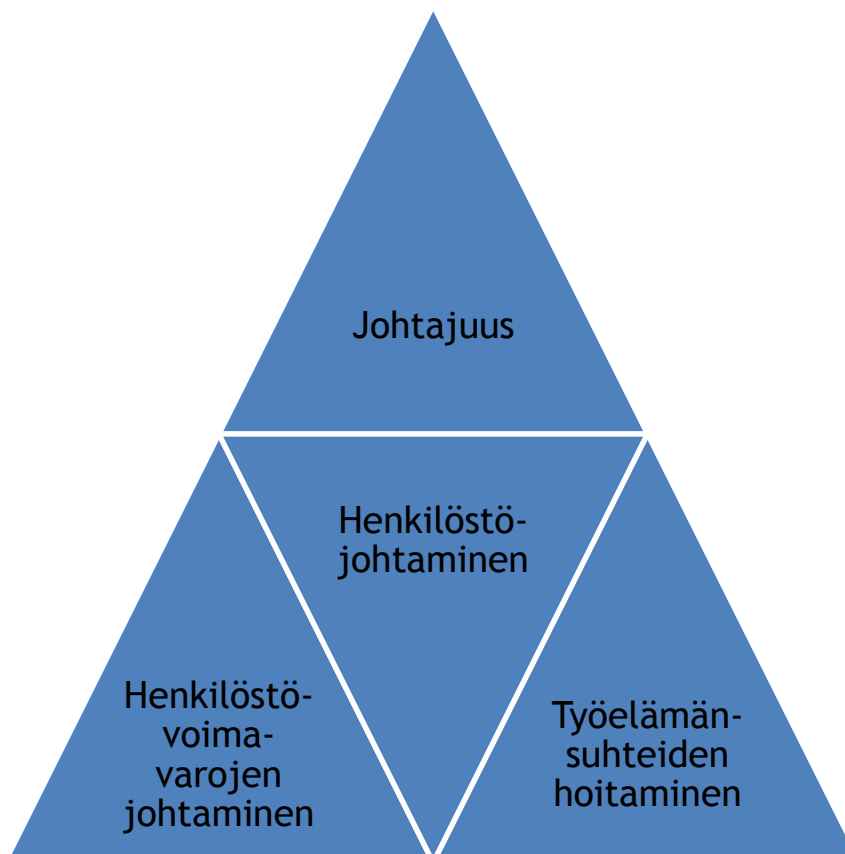 Johtajuus
Henkilöstö-
johtaminen
Henkilöstö-
voima-
varojen
johtaminen
Työelämän-
suhteiden
hoitaminen